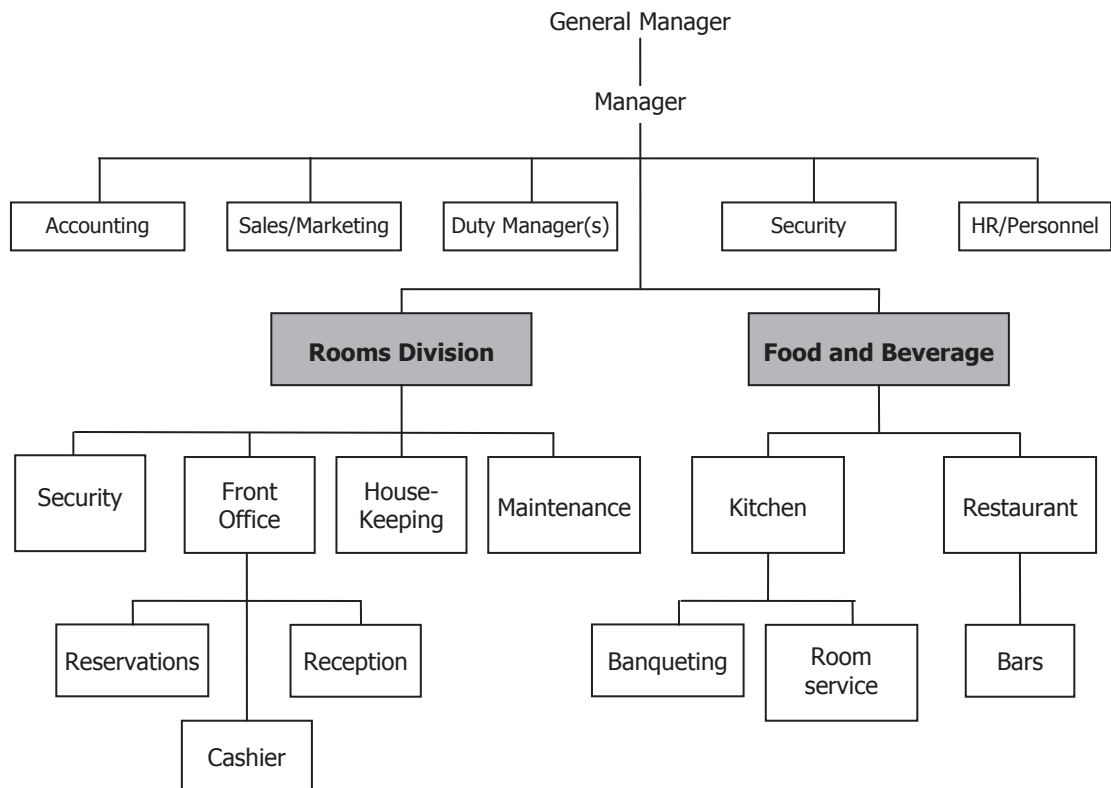 General Manager
Manager
Accounting
Sales/Marketing
Duty Manager(s)
Security
HR/Personnel
Rooms Division
Food and Beverage
Security
Front
Office
House-
Keeping
Maintenance
Kitchen
Restaurant
Reservations
Reception
Banqueting
Room
service
Bars
Cashier